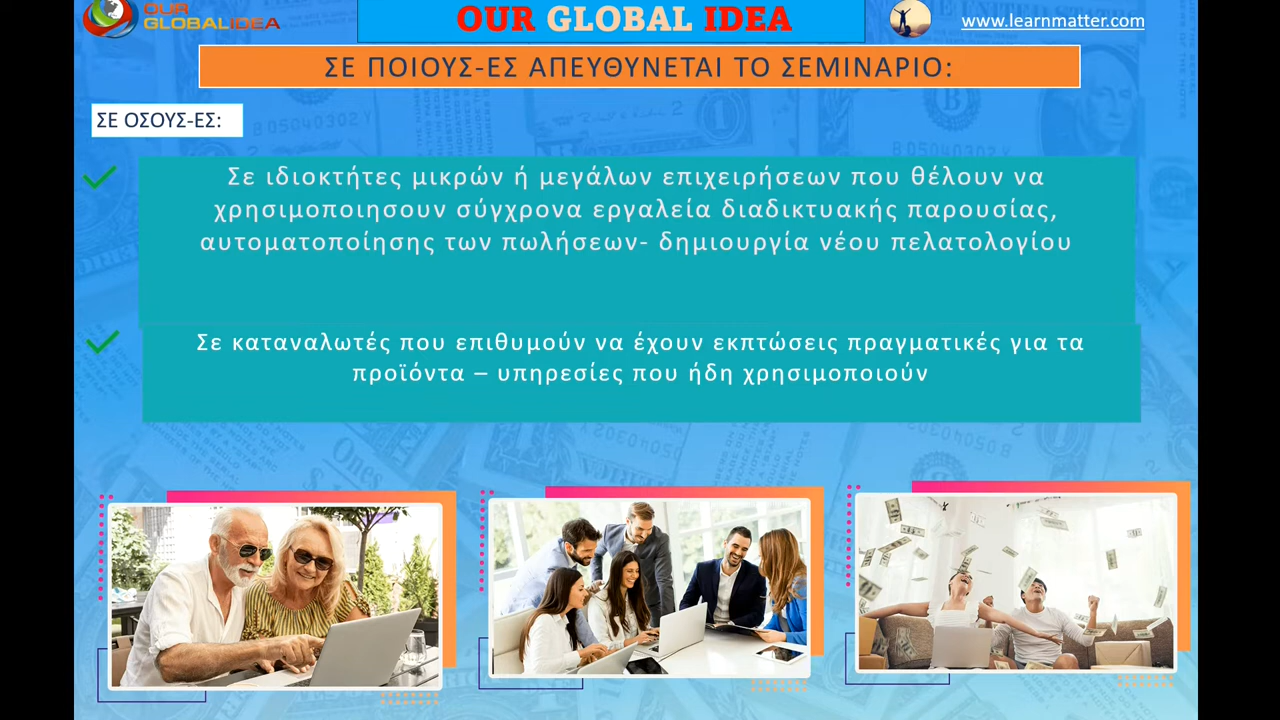 OUR
GLOBALIDEA
OUR GLOBAL IDEA
www.learnmatter.com
ΣΕ ΠΟΙΟΥΣ-ΕΣ ΑΠΕΥΘΥΝΕΤΑΙ ΤΟ ΣΕΜΙΝΑΡΙΟ:
ΣΕ ΟΣΟΥΣ-ΕΣ:
Σε ιδιοκτήτες μικρών ή μεγάλων επιχειρήσεων που θέλουν να
χρησιμοποιησουν σύγχρονα εργαλεία διαδικτυακής παρουσίας,
αυτοματοποίησης των πωλήσεων- δημιουργία νέου πελατολογίου
Σε καταναλωτές που επιθυμούν να έχουν εκπτώσεις πραγματικές για τα
προϊόντα – υπηρεσίες που ήδη χρησιμοποιούν